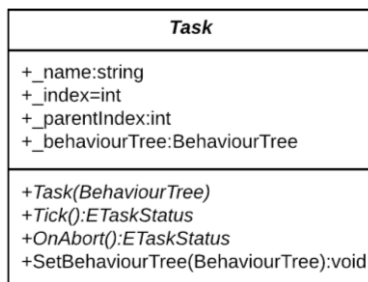 Task
+_name:string
+_index=int
+_parentIndex:int
+_behaviourTree:BehaviourTree
+Task(BehaviourTree)
+Tick():ETaskStatus
+OnAbort():ETaskStatus
+SetBehaviourTree(BehaviourTree):void